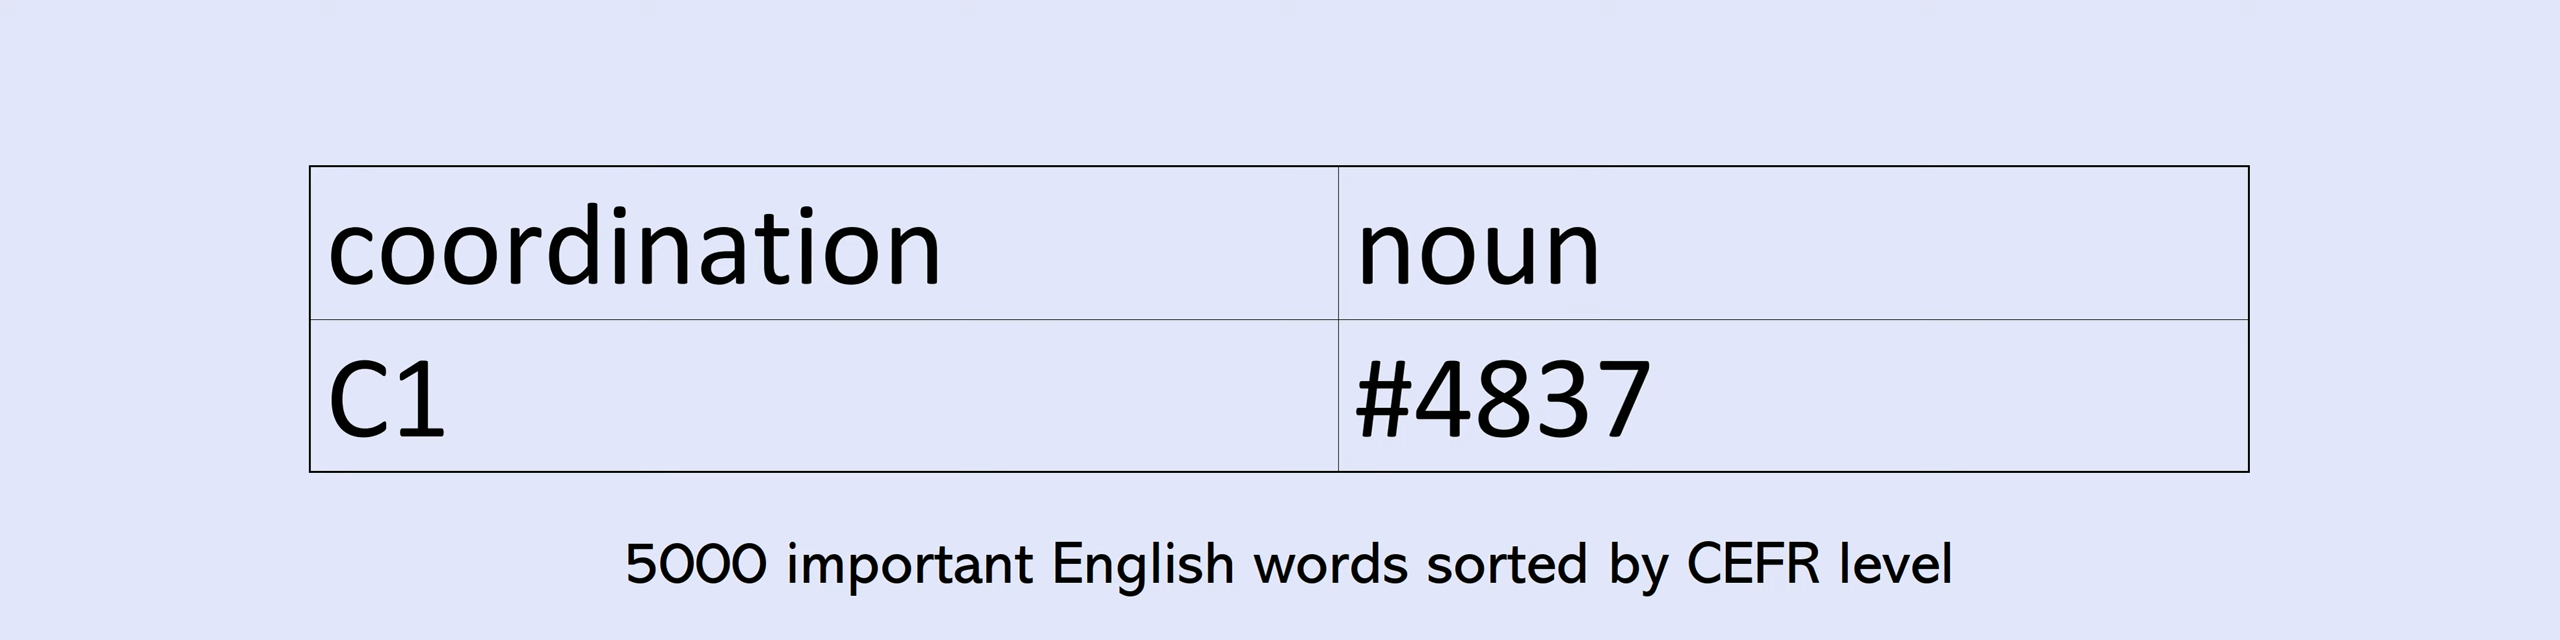 coordination noun
C1 #4837
5000 important English words sorted by CEFR level